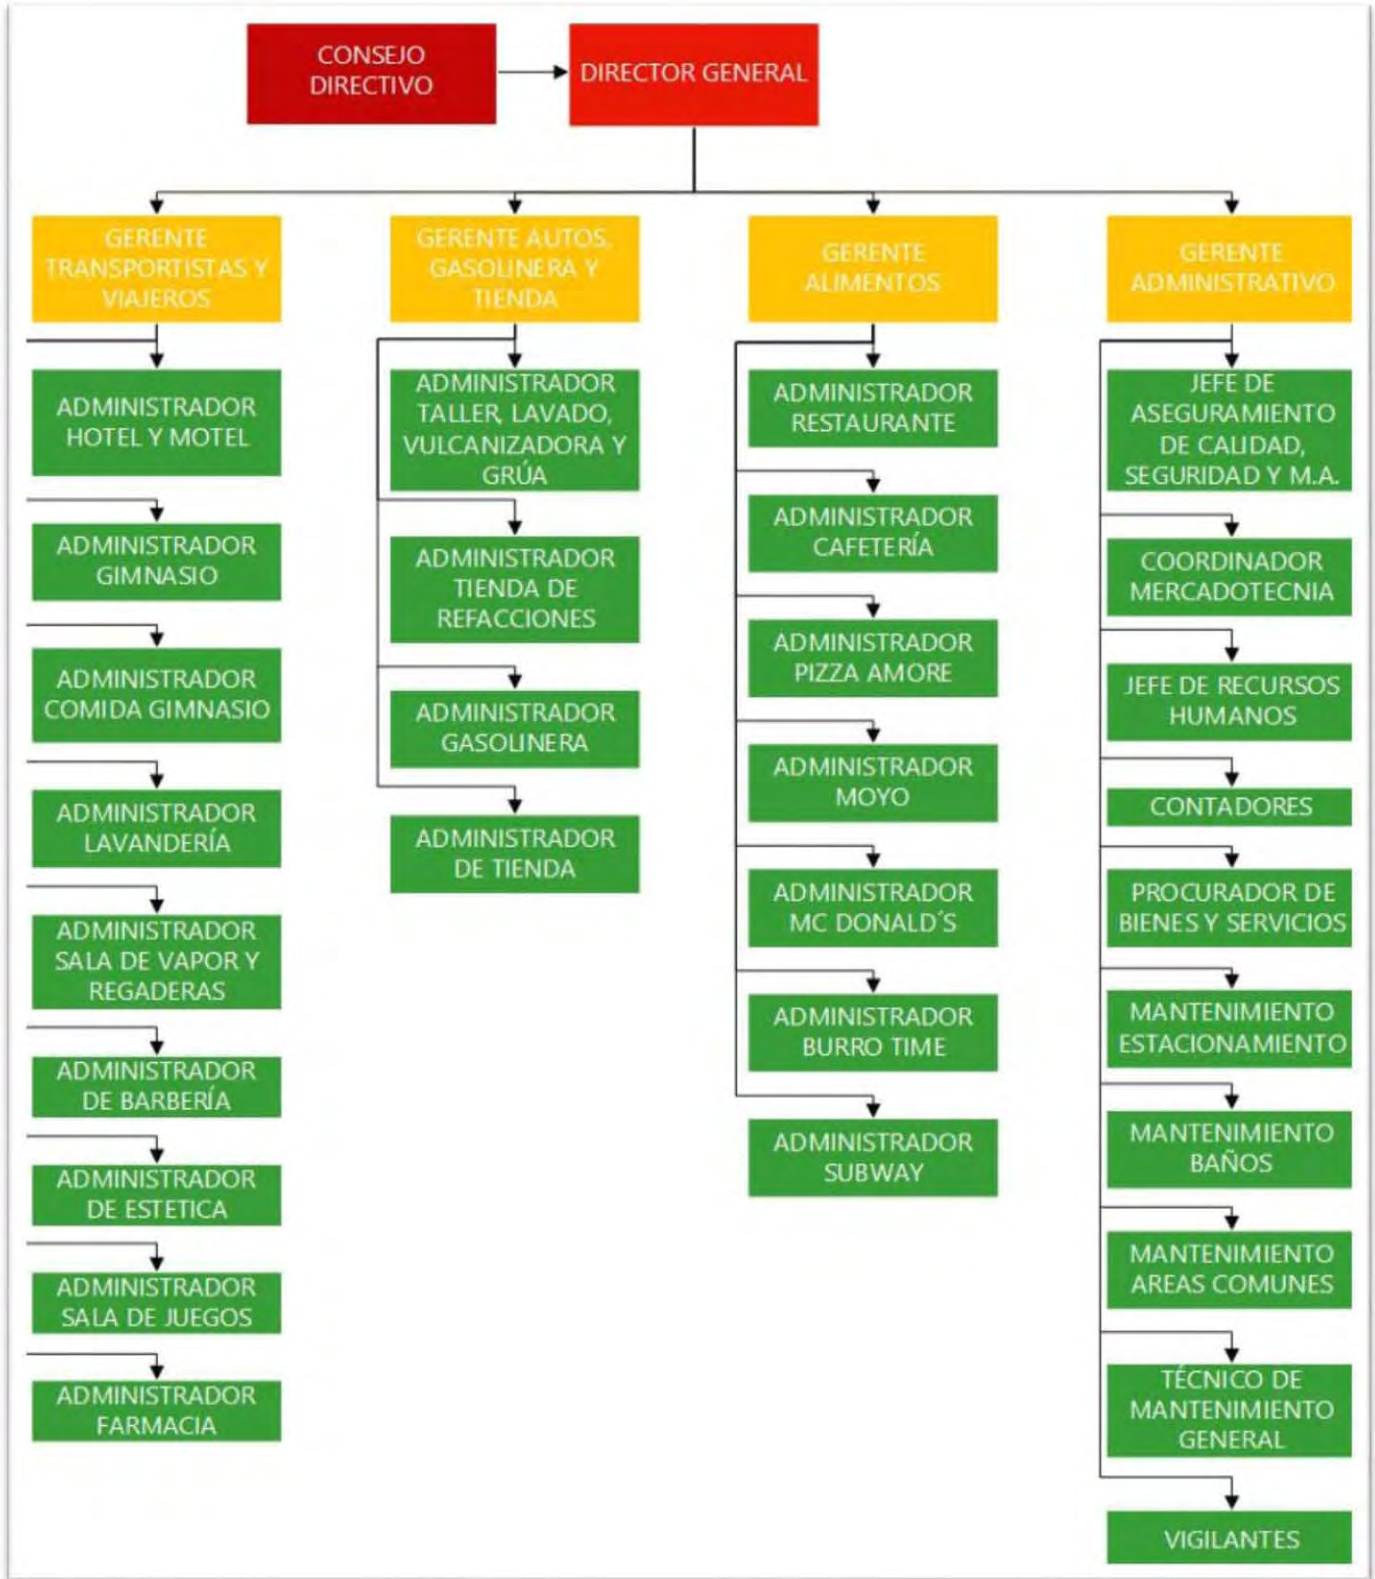 CONSEJO
DIRECTIVO
DIRECTOR GENERAL
GERENTE
TRANSPORTISTAS Y
VIAJEROS
ADMINISTRADOR
HOTEL Y MOTEL
ADMINISTRADOR
GIMNASIO
ADMINISTRADOR
COMIDA GIMNASIO
ADMINISTRADOR
LAVANDERÍA
ADMINISTRADOR
SALA DE VAPOR Y
REGADERAS
ADMINISTRADOR
DE BARBERÍA
ADMINISTRADOR
DE ESTETICA
ADMINISTRADOR
SALA DE JUEGOS
ADMINISTRADOR
FARMACIA
GERENTE AUTOS,
GASOLINERA Y
TIENDA
ADMINISTRADOR
TALLER, LAVADO,
VULCANIZADORA Y
GRÚA
ADMINISTRADOR
TIENDA DE
REFACCIONES
ADMINISTRADOR
GASOLINERA
ADMINISTRADOR
DE TIENDA
GERENTE
ALIMENTOS
ADMINISTRADOR
RESTAURANTE
ADMINISTRADOR
CAFETERÍA
ADMINISTRADOR
PIZZA AMORE
ADMINISTRADOR
MOYO
ADMINISTRADOR
MC DONALD´S
ADMINISTRADOR
BURRO TIME
ADMINISTRADOR
SUBWAY
GERENTE
ADMINISTRATIVO
JEFE DE
ASEGURAMIENTO
DE CALIDAD,
SEGURIDAD Y M.A.
COORDINADOR
MERCADOTECNIA
JEFE DE RECURSOS
HUMANOS
CONTADORES
PROCURADOR DE
BIENES Y SERVICIOS
MANTENIMIENTO
ESTACIONAMIENTO
MANTENIMIENTO
BAÑOS
MANTENIMIENTO
AREAS COMUNES
TÉCNICO DE
MANTENIMIENTO
GENERAL
VIGILANTES